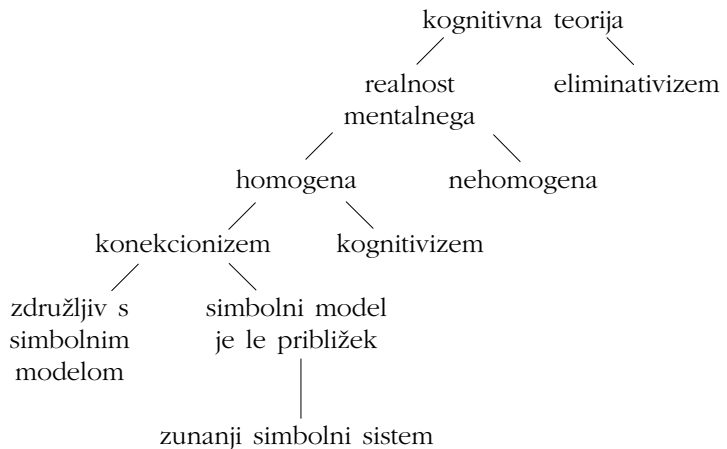 kognitivna teorija
realnost
mentalnega
eliminativizem
homogena
nehomogena
konekcionizem
kognitivizem
združljiv s
simbolnim
modelom
simbolni model
je le približek
zunanji simbolni sistem